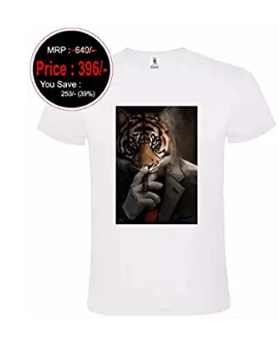 MRP : 649/-
Price : 396/-
You Save :
253/- (39%)